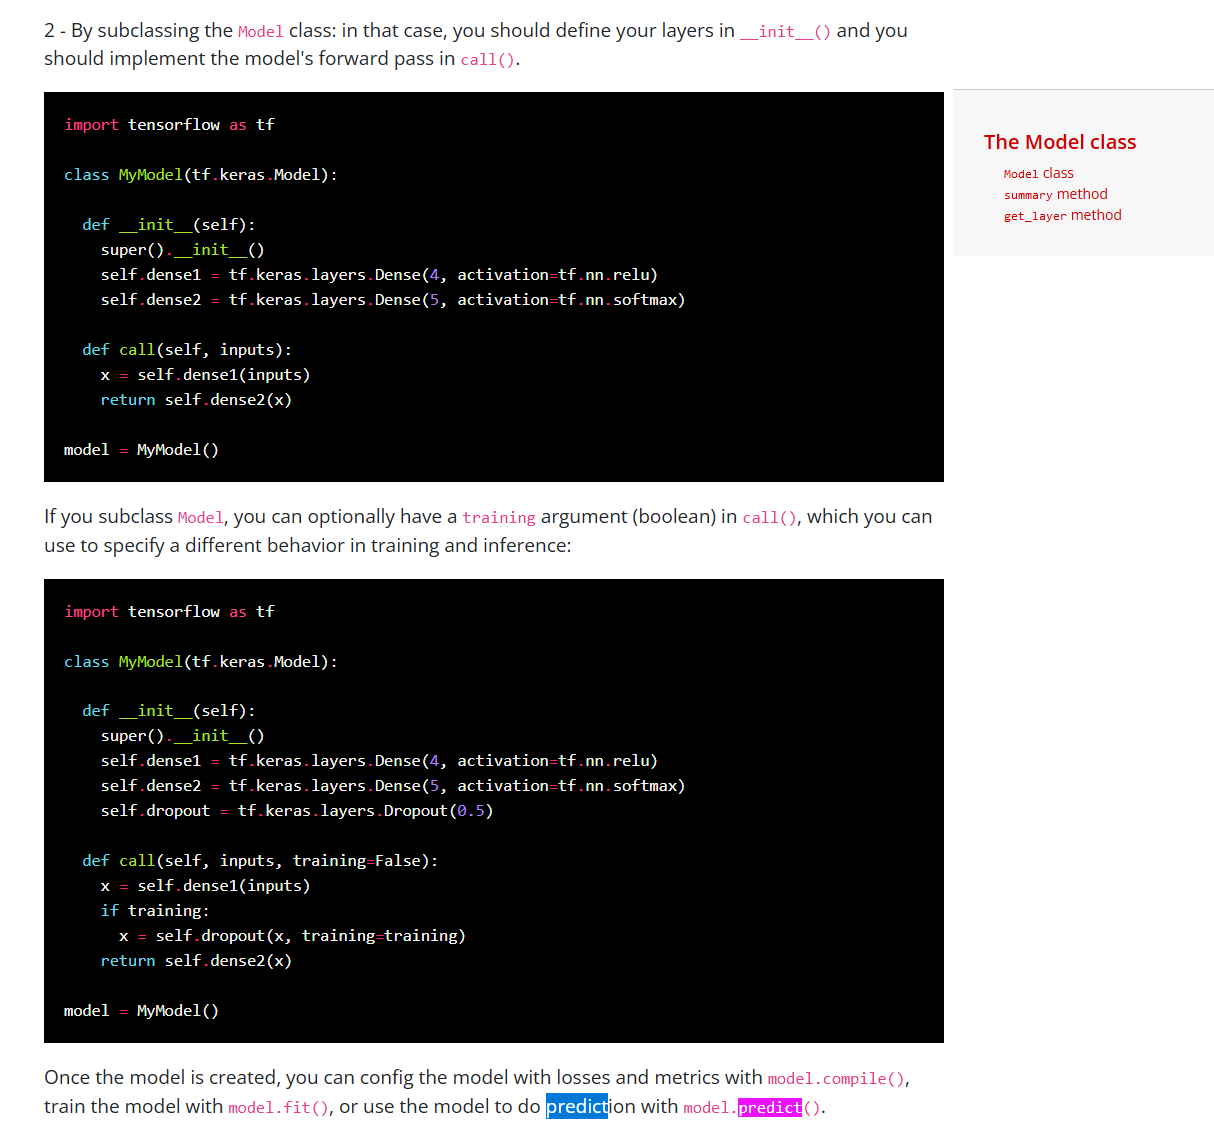 2 - By subclassing the Model class: in that case, you should define your layers in __init__() and you
should implement the model's forward pass in call().
import tensorflow as tf
class MyModel(tf.keras.Model):
  def __init__(self):
    super().__init__()
    self.dense1 = tf.keras.layers.Dense(4, activation=tf.nn.relu)
    self.dense2 = tf.keras.layers.Dense(5, activation=tf.nn.softmax)
  def call(self, inputs):
    x = self.dense1(inputs)
    return self.dense2(x)
model = MyModel()
The Model class
Model class
summary method
get_layer method
If you subclass Model, you can optionally have a training argument (boolean) in call(), which you can
use to specify a different behavior in training and inference:
import tensorflow as tf
class MyModel(tf.keras.Model):
  def __init__(self):
    super().__init__()
    self.dense1 = tf.keras.layers.Dense(4, activation=tf.nn.relu)
    self.dense2 = tf.keras.layers.Dense(5, activation=tf.nn.softmax)
    self.dropout = tf.keras.layers.Dropout(0.5)
  def call(self, inputs, training=False):
    x = self.dense1(inputs)
    if training:
      x = self.dropout(x, training=training)
    return self.dense2(x)
model = MyModel()
Once the model is created, you can config the model with losses and metrics with model.compile(),
train the model with model.fit(), or use the model to do prediction with model.predict().